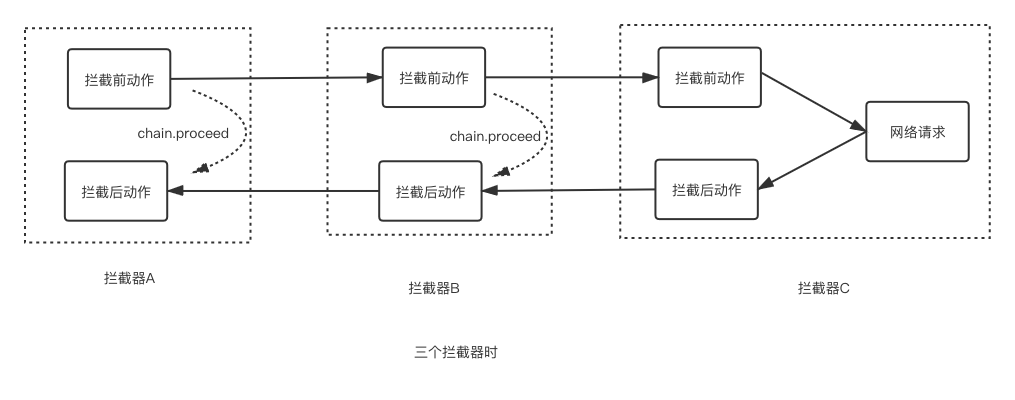 拦截前动作
拦截前动作
拦截前动作
网络请求
chain.proceed
chain.proceed
拦截后动作
拦截后动作
拦截后动作
拦截器A
拦截器B
拦截器C
三个拦截器时